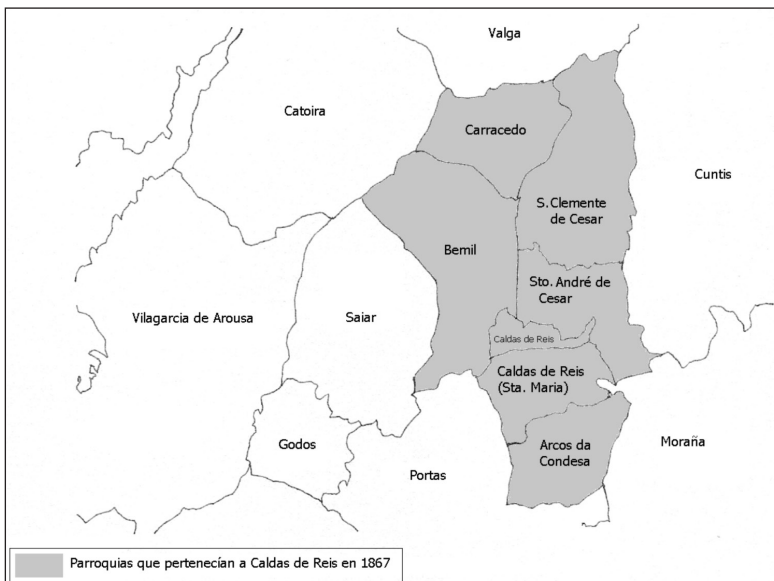 Valga
Catoira
Carracedo
Cuntis
S. Clemente
de Cesar
Bemil
Sto. André de
Cesar
Vilagarcia de Arousa
Saiar
Caldas de Reis
Caldas de Reis
(Sta. Maria)
Godos
Arcos da
Condesa
Moraña
Portas
Parroquias que pertenecían a Caldas de Reis en 1867